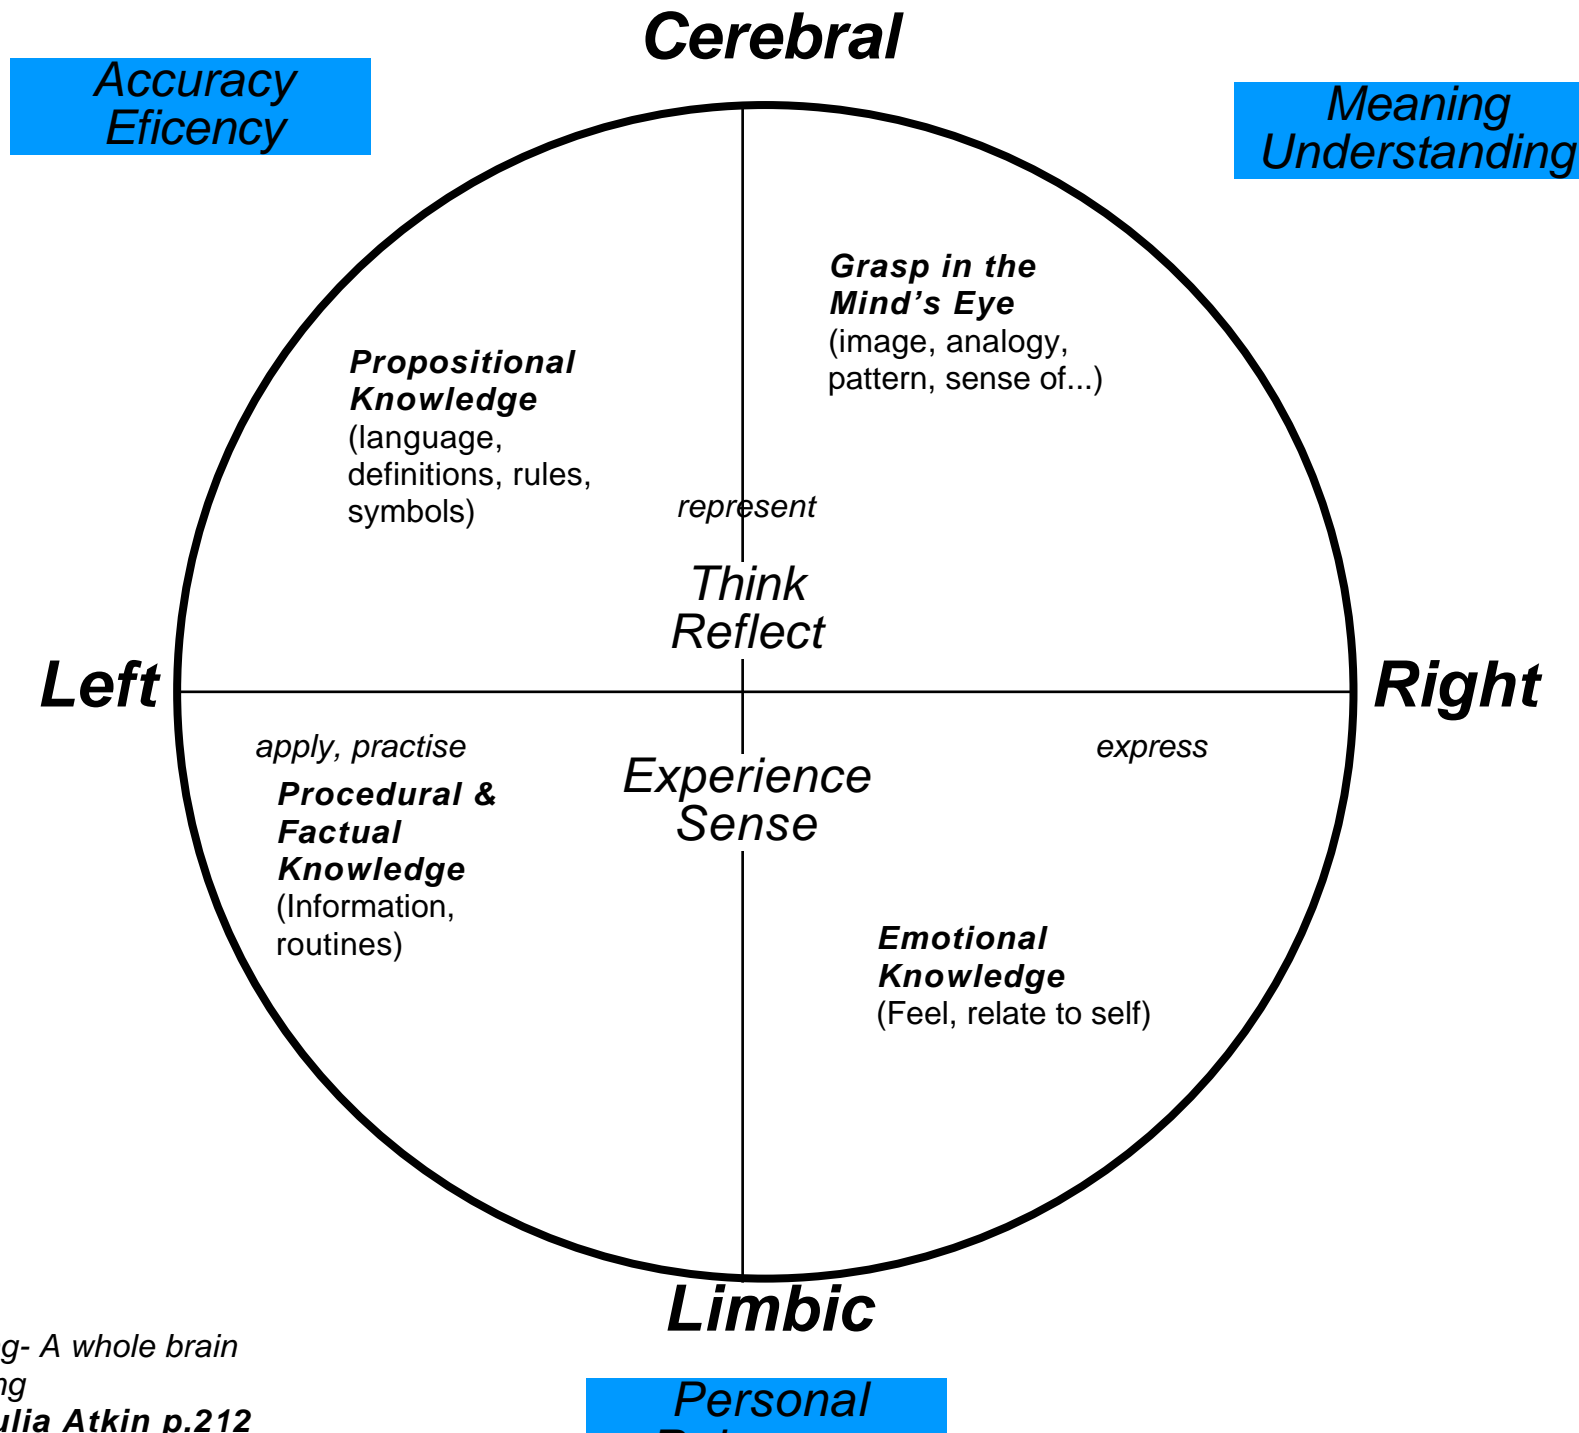 Cerebral
Accuracy
Eficency
Meaning
Understanding
Grasp in the
Mind’s Eye
(image, analogy,
pattern, sense of...)
Propositional
Knowledge
(language,
definitions, rules,
symbols)
represent
Think
Reflect
Left
Right
apply, practise
express
Experience
Sense
Procedural &
Factual
Knowledge
(Information,
routines)
Emotional
Knowledge
(Feel, relate to self)
Limbic
A whole brain
Atkin p.212
Personal